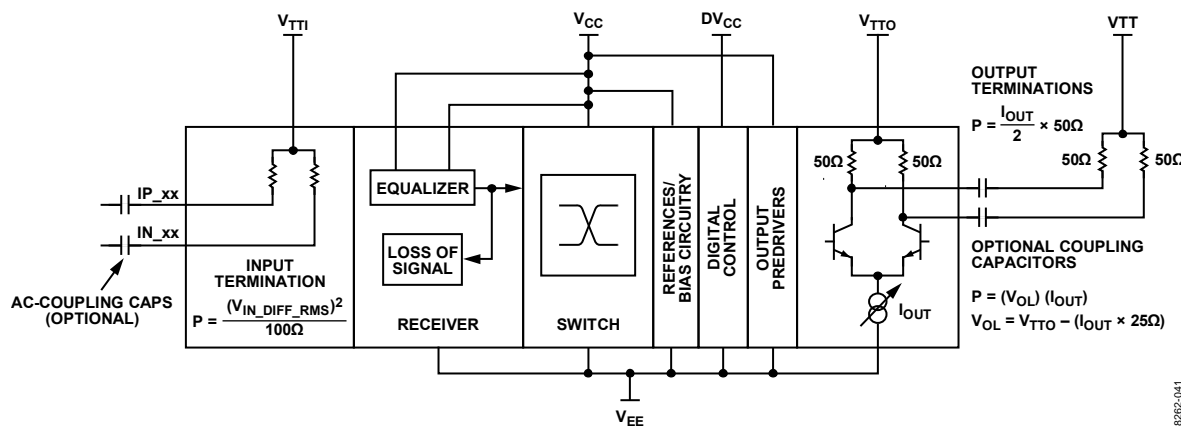 V_TTI
V_CC
DV_CC
V_TTO
VTT
OUTPUT
TERMINATIONS
P = I_OUT/2 × 50Ω
50Ω 50Ω
50Ω 50Ω
IP_xx
IN_xx
AC-COUPLING CAPS
(OPTIONAL)
INPUT
TERMINATION
P = (V_IN_DIFF_RMS)²/100Ω
EQUALIZER
LOSS OF
SIGNAL
RECEIVER
SWITCH
REFERENCES/
BIAS CIRCUITRY
DIGITAL
CONTROL
OUTPUT
PREDRIVERS
I_OUT
OPTIONAL COUPLING
CAPACITORS
P = (V_OL) (I_OUT)
V_OL = V_TTO – (I_OUT × 25Ω)
V_EE
8262-041